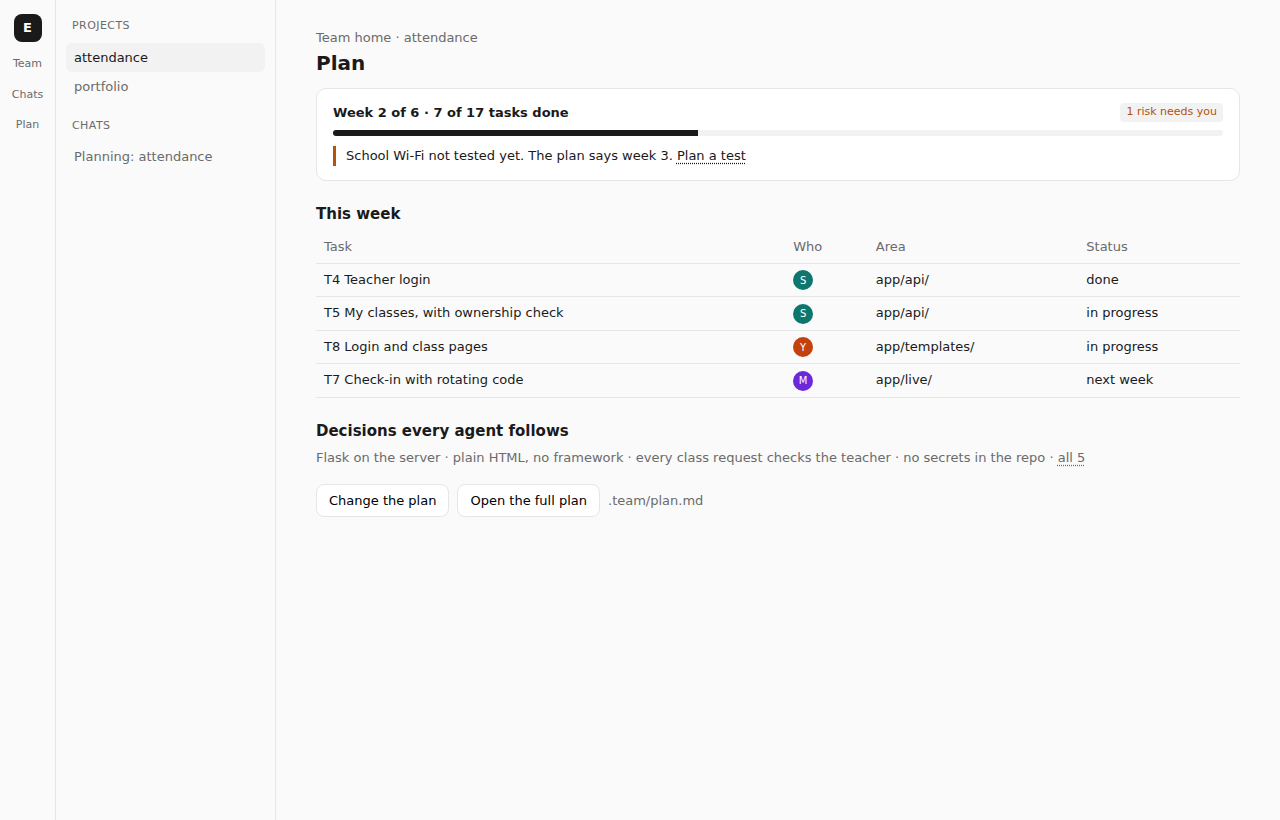 E
Team
Chats
Plan
PROJECTS
attendance
portfolio
CHATS
Planning: attendance
Team home · attendance
Plan
Week 2 of 6 · 7 of 17 tasks done
1 risk needs you
School Wi-Fi not tested yet. The plan says week 3. Plan a test
This week
Task Who Area Status
T4 Teacher login S app/api/ done
T5 My classes, with ownership check S app/api/ in progress
T8 Login and class pages Y app/templates/ in progress
T7 Check-in with rotating code M app/live/ next week
Decisions every agent follows
Flask on the server · plain HTML, no framework · every class request checks the teacher · no secrets in the repo · all 5
Change the plan Open the full plan .team/plan.md